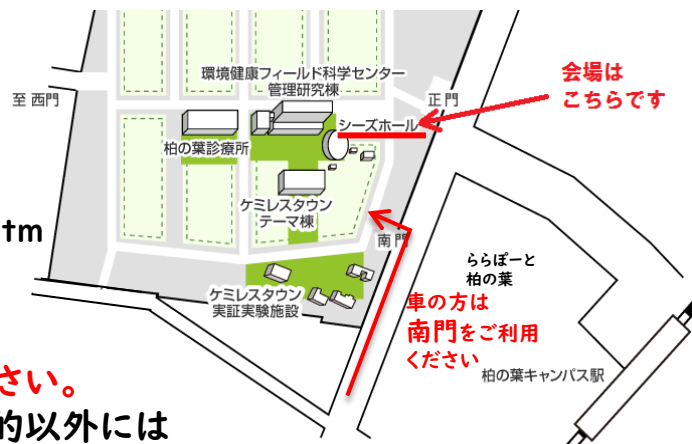 環境健康フィールド科学センター
管理研究棟
会場は
こちらです
至 西門
正門
シーズホール
柏の葉診療所
ケミレスタウン
テーマ棟
tm
南門
ららぽーと
柏の葉
ケミレスタウン
実証実験施設
車の方は
南門をご利用
ください
柏の葉キャンパス駅
さい。
的以外には